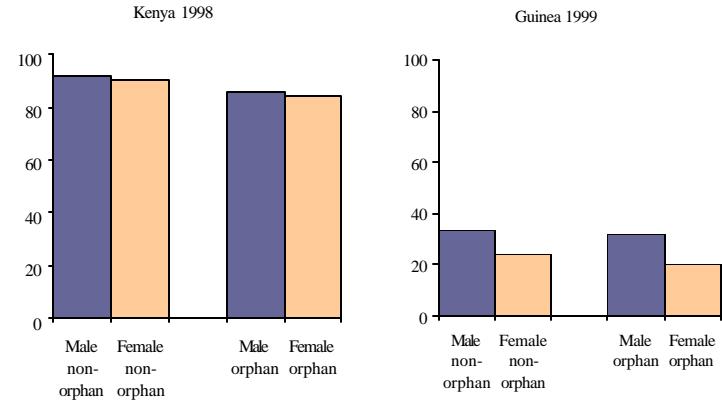 Kenya 1998
100
80
60
40
20
0
Male
non-
orphan
Female
non-
orphan
Male
orphan
Female
orphan
Guinea 1999
100
80
60
40
20
0
Male
non-
orphan
Female
non-
orphan
Male
orphan
Female
orphan